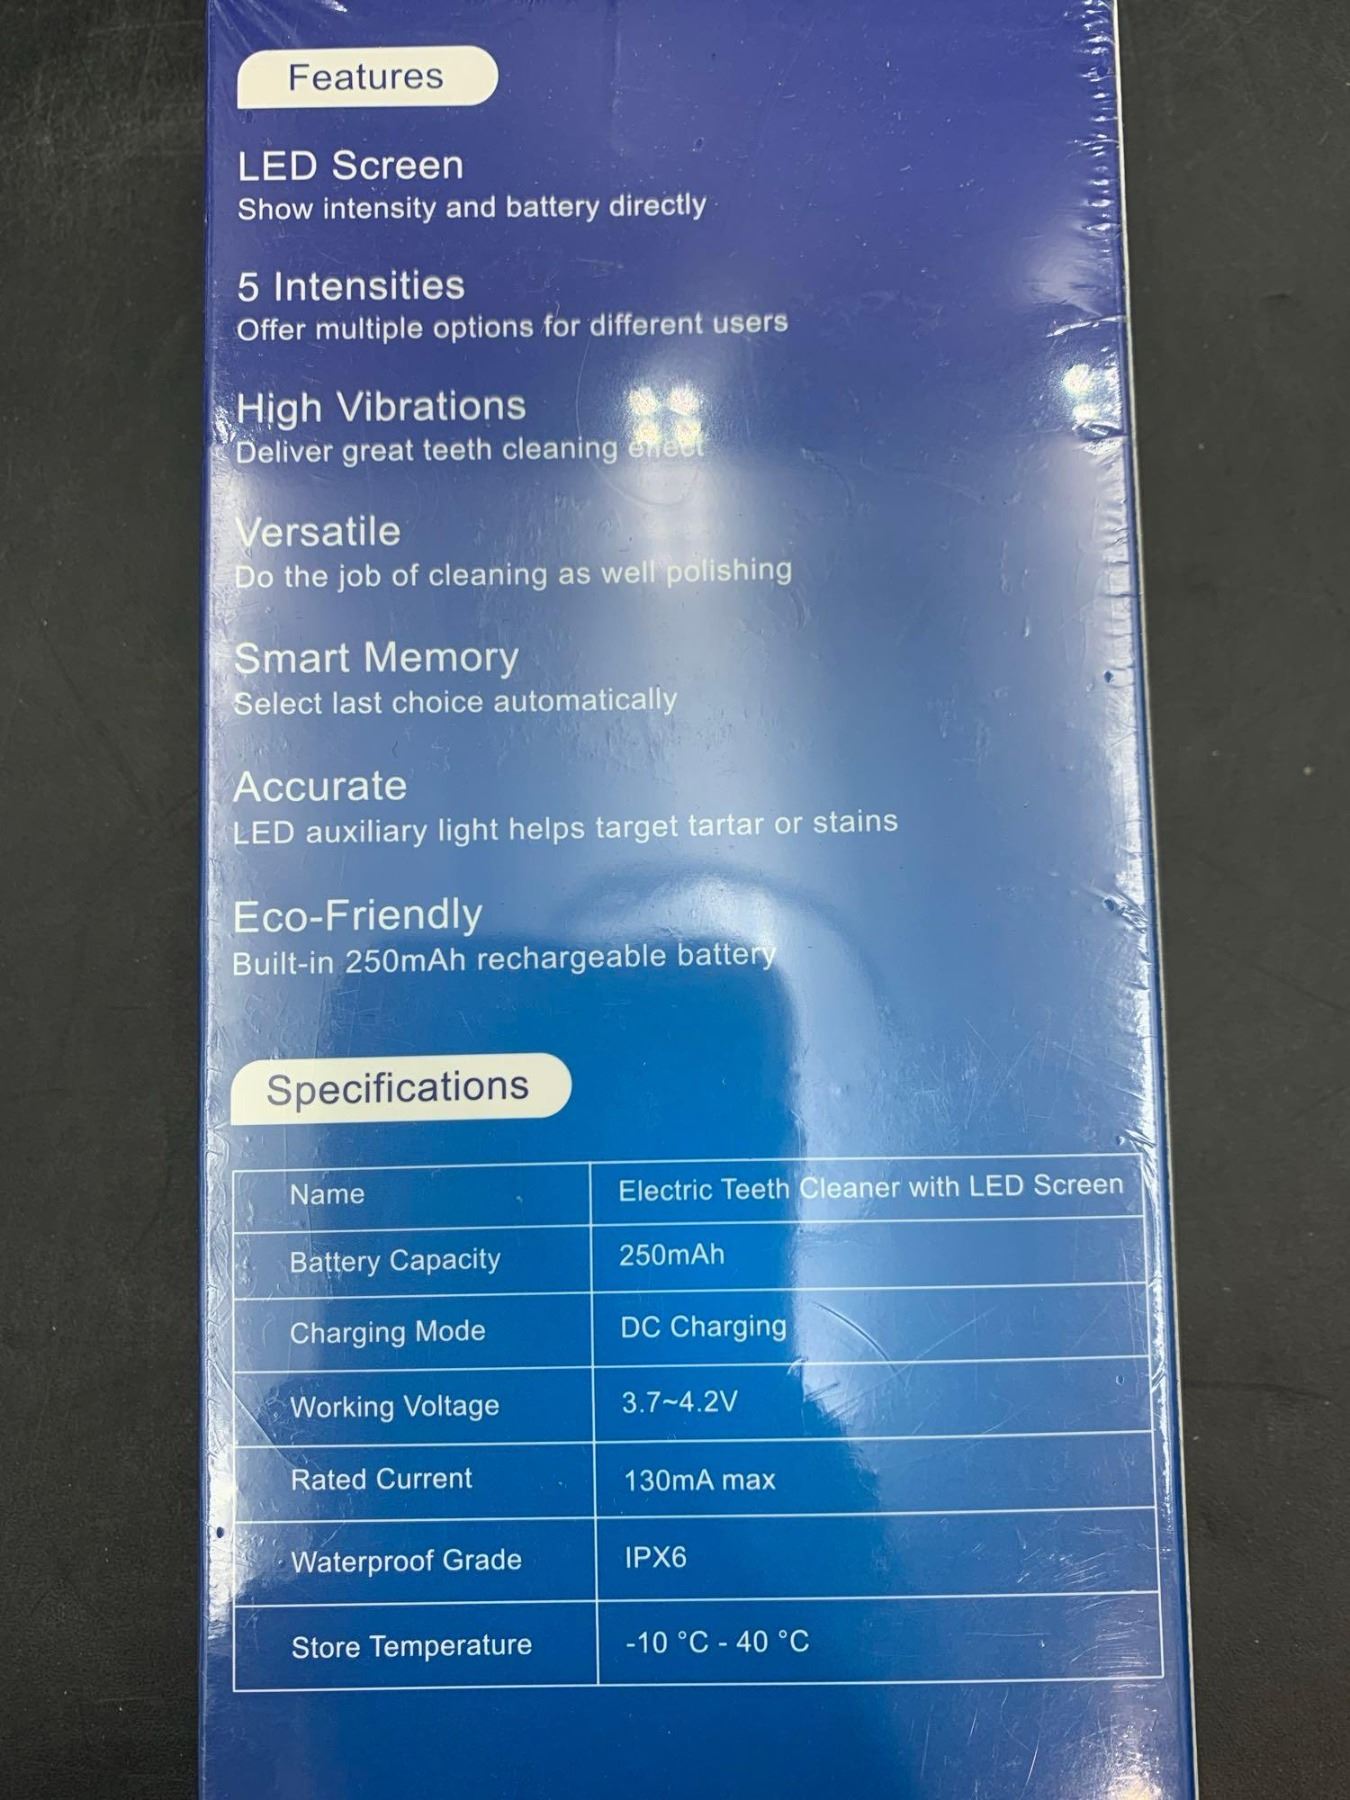 Features
LED Screen
Show intensity and battery directly
5 Intensities
Offer multiple options for different users
High Vibrations
Deliver great teeth cleaning effect
Versatile
Do the job of cleaning as well polishing
Smart Memory
Select last choice automatically
Accurate
LED auxiliary light helps target tartar or stains
Eco-Friendly
Built-in 250mAh rechargeable battery
Specifications
Name Electric Teeth Cleaner with LED Screen
Battery Capacity 250mAh
Charging Mode DC Charging
Working Voltage 3.7~4.2V
Rated Current 130mA max
Waterproof Grade IPX6
Store Temperature -10 °C - 40 °C